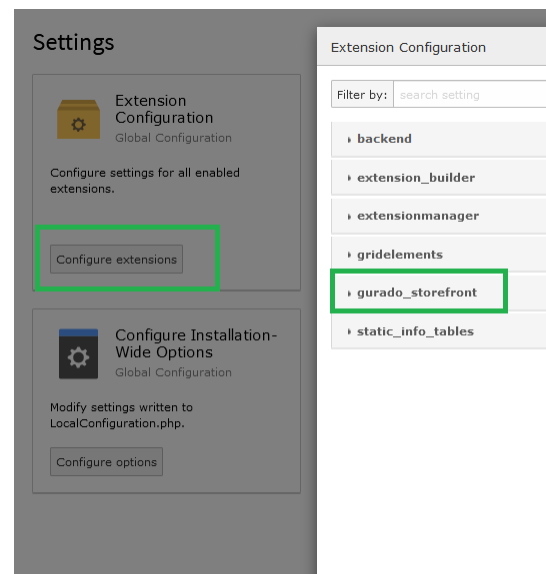 Settings
Extension
Configuration
Global Configuration
Configure settings for all enabled
extensions.
Configure extensions
Configure Installation-
Wide Options
Global Configuration
Modify settings written to
LocalConfiguration.php.
Configure options
Extension Configuration
Filter by: search setting
backend
extension_builder
extensionmanager
gridelements
gurado_storefront
static_info_tables